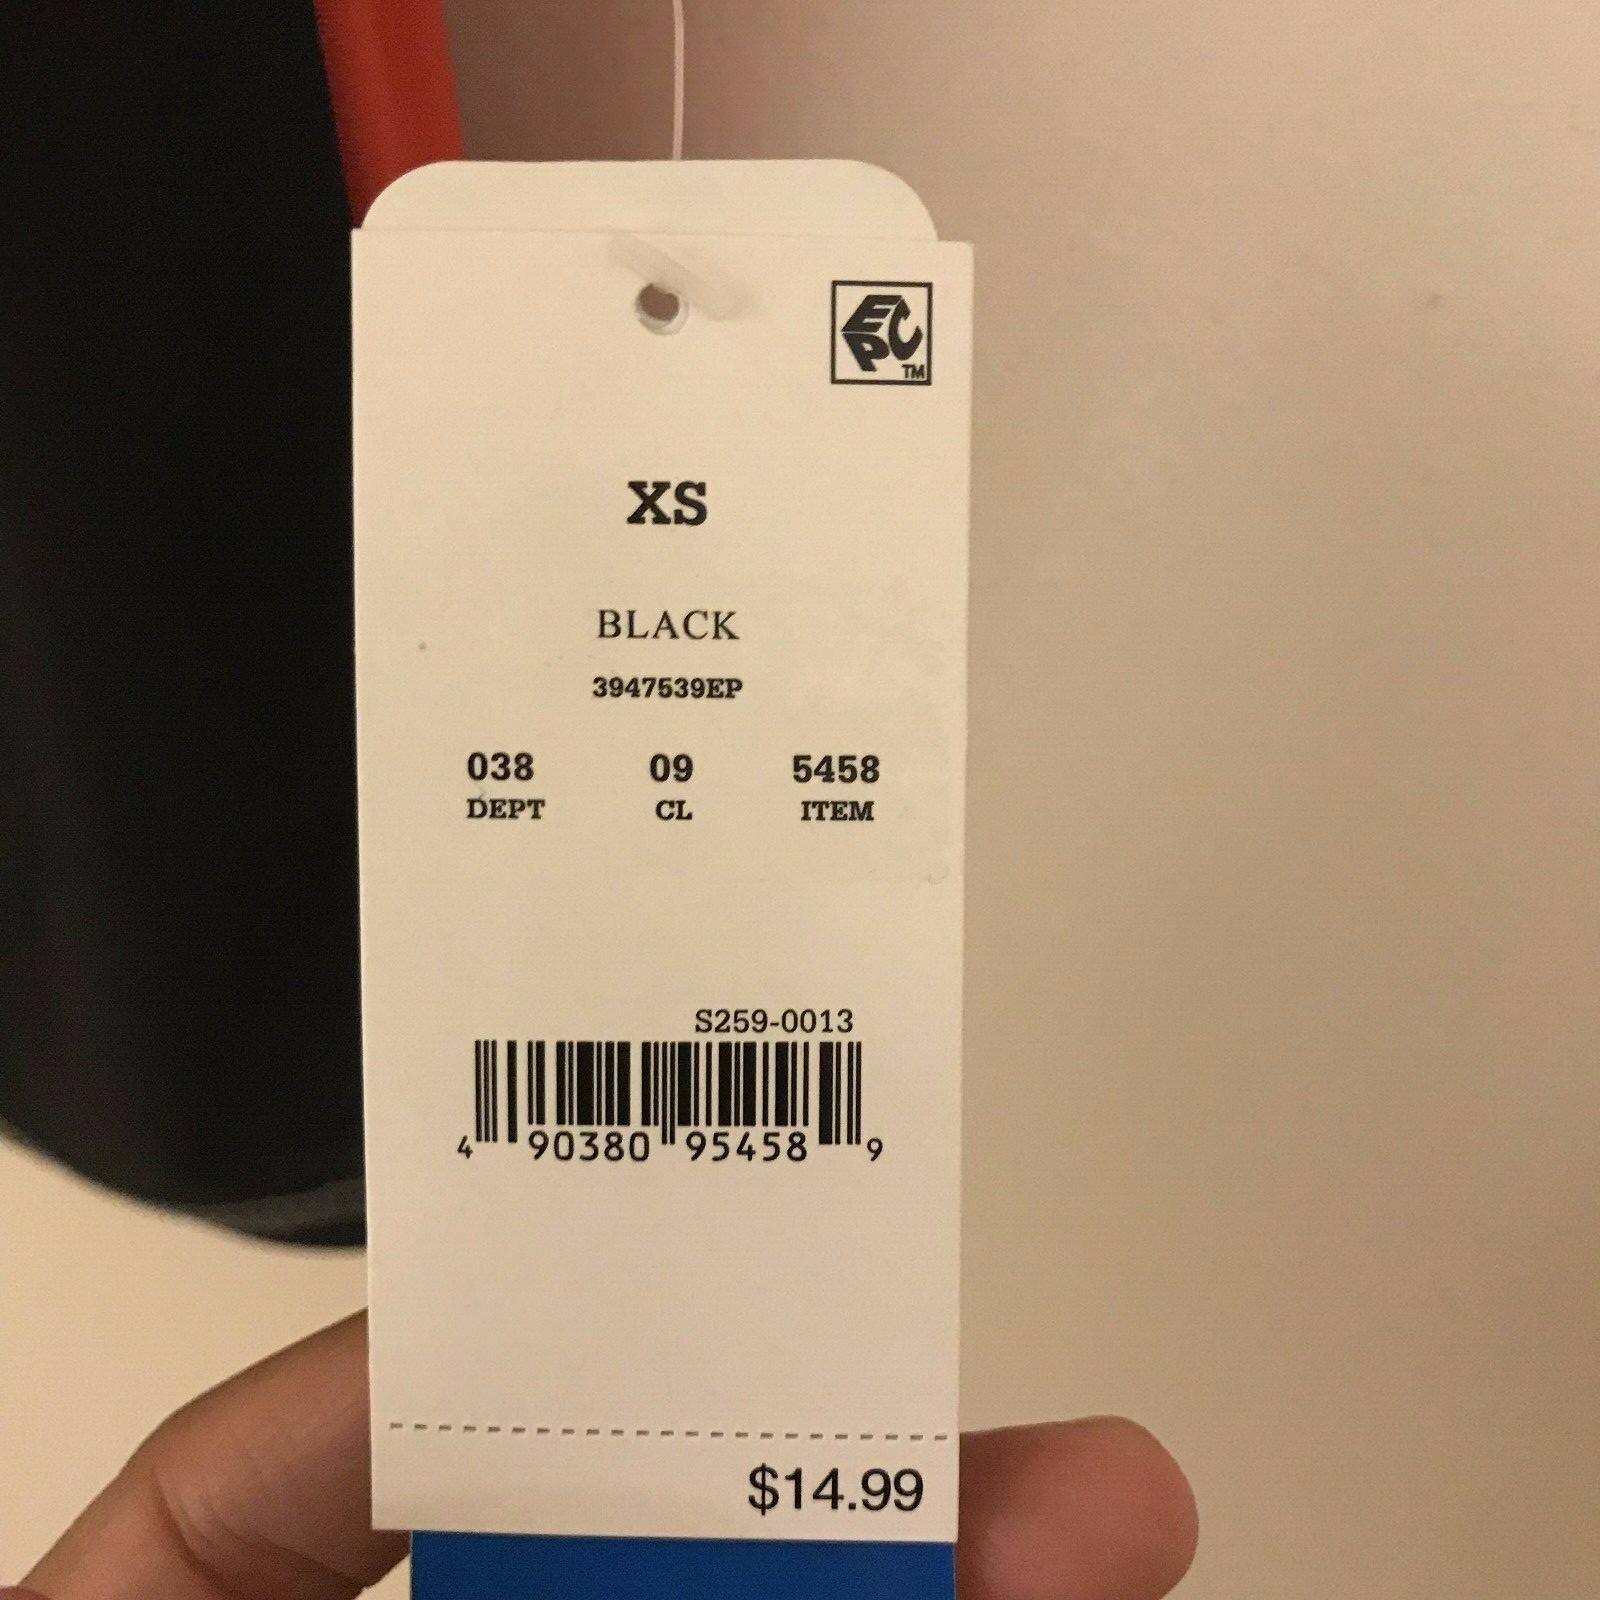 EPC
TM
XS
BLACK
3947539EP
038 09 5458
DEPT CL ITEM
S259-0013
4 90380 95458 9
$14.99